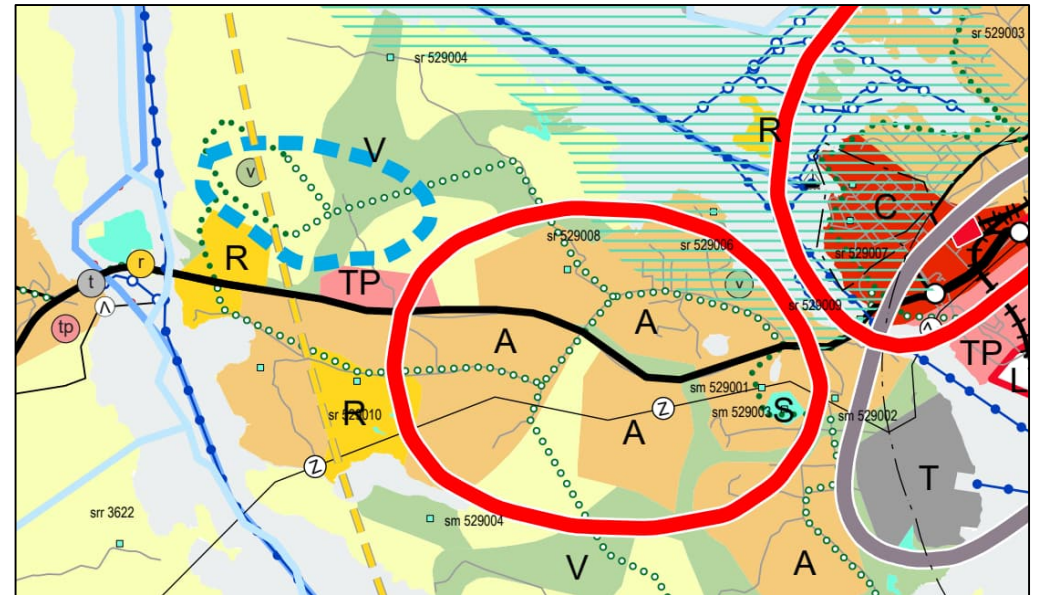 sr 529003
sr 529004
R
V
v
C
sr 529008
sr 529006
sr 529007
R
r
t
TP
v
sr 529009
tp
A
A
TP
L
sm 529001
R
sr 529010
A
Z
sm 529003
S
sm 529002
Z
T
srr 3622
sm 529004
V
A